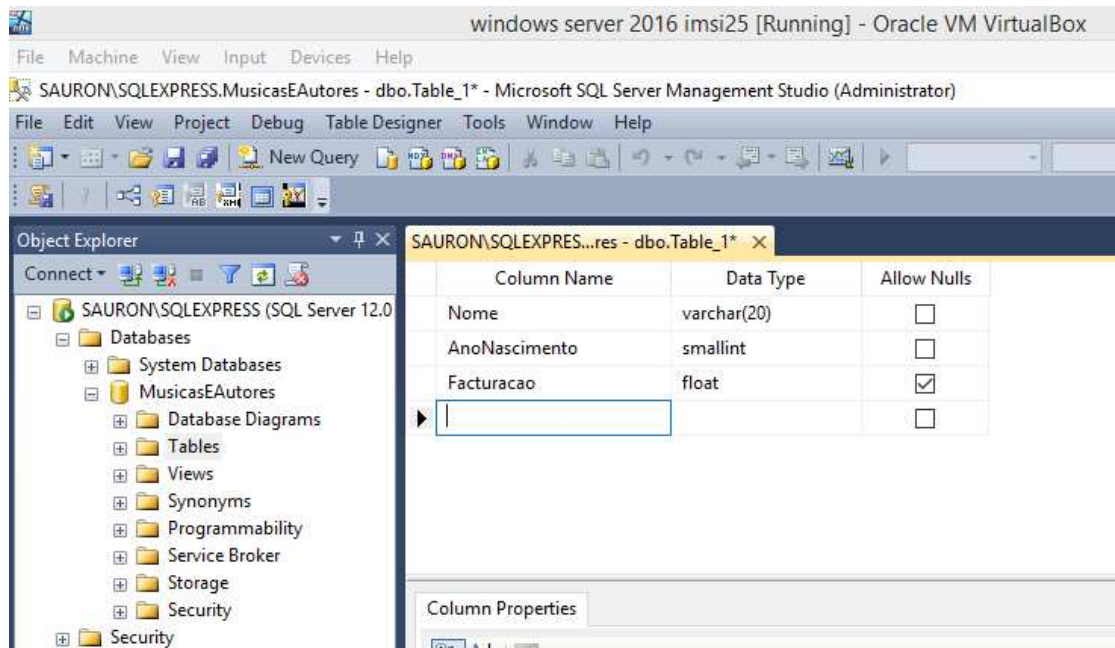 windows server 2016 imsi25 [Running] - Oracle VM VirtualBox
File Machine View Input Devices Help
SAURON\SQLEXPRESS.MusicasEAutores - dbo.Table_1* - Microsoft SQL Server Management Studio (Administrator)
File Edit View Project Debug Table Designer Tools Window Help
New Query
Object Explorer
SAURON\SQLEXPRES...res - dbo.Table_1*
Connect
Column Name Data Type Allow Nulls
SAURON\SQLEXPRESS (SQL Server 12.0
Nome varchar(20)
Databases
AnoNascimento smallint
System Databases
Facturacao float
MusicasEAutores
Database Diagrams
Tables
Views
Synonyms
Programmability
Service Broker
Storage
Security
Column Properties
Security